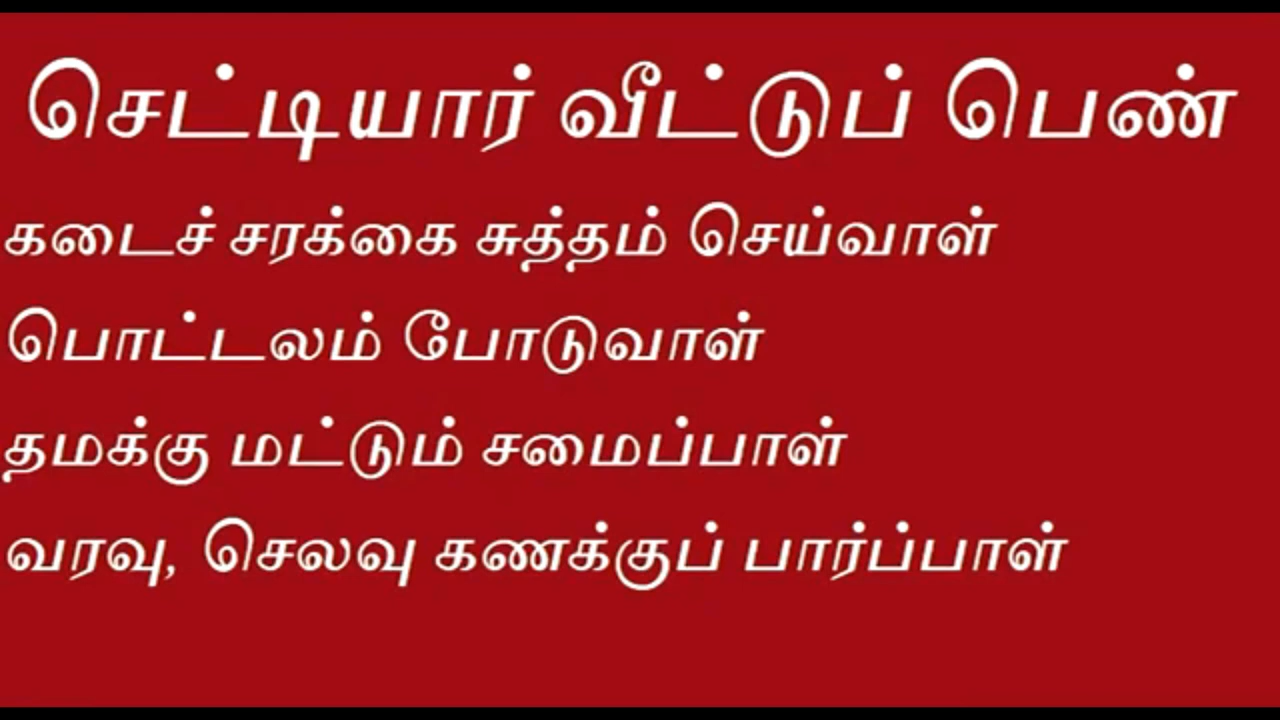 செட்டியார் வீட்டுப் பெண்
கடைச் சரக்கை சுத்தம் செய்வாள்
பொட்டலம் போடுவாள்
தமக்கு மட்டும் சமைப்பாள்
வரவு, செலவு கணக்குப் பார்ப்பாள்